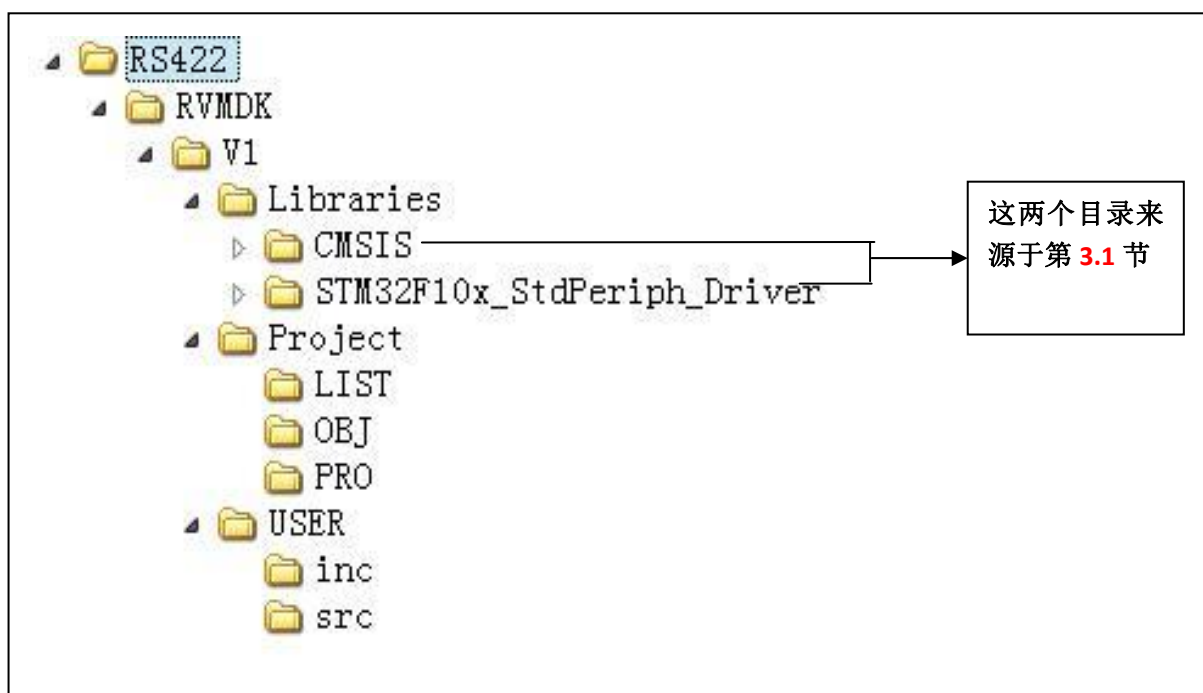 RS422
RVMDK
V1
Libraries
CMSIS
STM32F10x_StdPeriph_Driver
Project
LIST
OBJ
PRO
USER
inc
src
这两个目录来
源于第 3.1 节